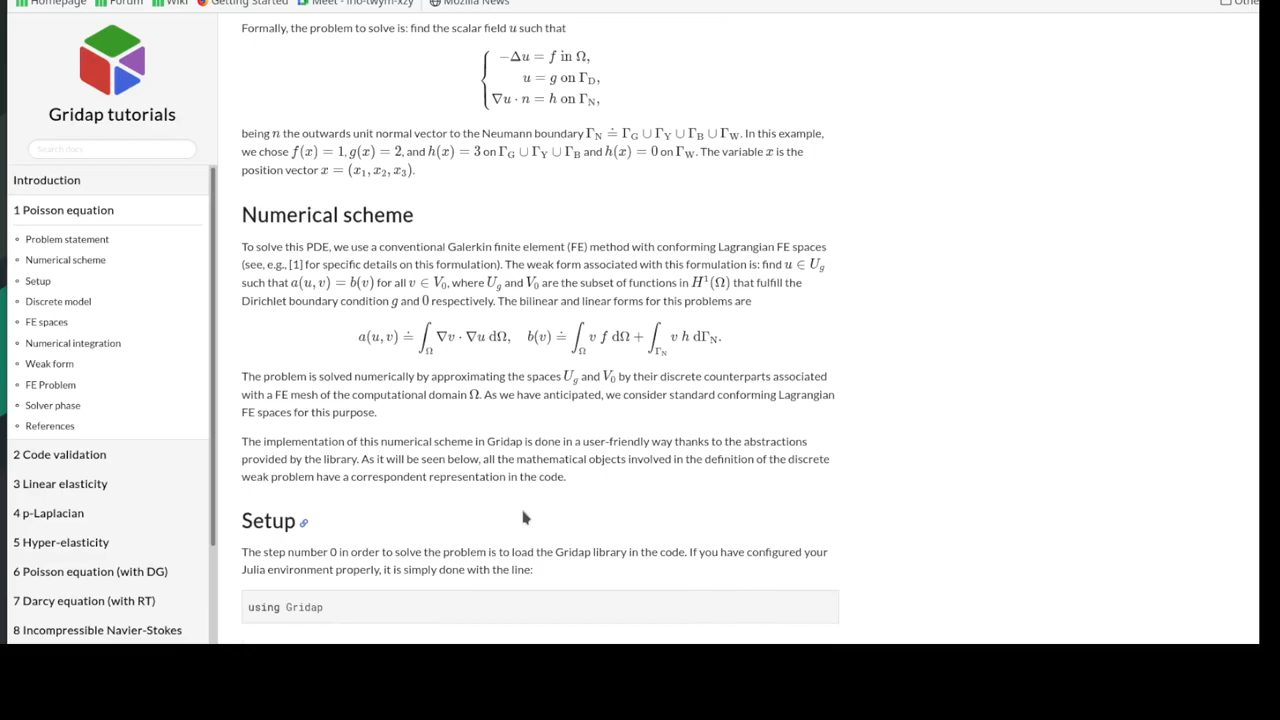 Homepage Forum Wiki Getting Started Meet - ino-twym-xzy Mozilla News Othe
Gridap tutorials
Search docs
Introduction
1 Poisson equation
Problem statement
Numerical scheme
Setup
Discrete model
FE spaces
Numerical integration
Weak form
FE Problem
Solver phase
References
2 Code validation
3 Linear elasticity
4 p-Laplacian
5 Hyper-elasticity
6 Poisson equation (with DG)
7 Darcy equation (with RT)
8 Incompressible Navier-Stokes
Formally, the problem to solve is: find the scalar field u such that
−Δu = f in Ω,
u = g on Γ_D,
∇u · n = h on Γ_N,
being n the outwards unit normal vector to the Neumann boundary Γ_N ≐ Γ_G ∪ Γ_Y ∪ Γ_B ∪ Γ_W. In this example,
we chose f(x) = 1, g(x) = 2, and h(x) = 3 on Γ_G ∪ Γ_Y ∪ Γ_B and h(x) = 0 on Γ_W. The variable x is the
position vector x = (x₁, x₂, x₃).
Numerical scheme
To solve this PDE, we use a conventional Galerkin finite element (FE) method with conforming Lagrangian FE spaces
(see, e.g., [1] for specific details on this formulation). The weak form associated with this formulation is: find u ∈ U_g
such that a(u, v) = b(v) for all v ∈ V₀, where U_g and V₀ are the subset of functions in H¹(Ω) that fulfill the
Dirichlet boundary condition g and 0 respectively. The bilinear and linear forms for this problems are
a(u, v) ≐ ∫_Ω ∇v · ∇u dΩ, b(v) ≐ ∫_Ω v f dΩ + ∫_Γ_N v h dΓ_N.
The problem is solved numerically by approximating the spaces U_g and V₀ by their discrete counterparts associated
with a FE mesh of the computational domain Ω. As we have anticipated, we consider standard conforming Lagrangian
FE spaces for this purpose.
The implementation of this numerical scheme in Gridap is done in a user-friendly way thanks to the abstractions
provided by the library. As it will be seen below, all the mathematical objects involved in the definition of the discrete
weak problem have a correspondent representation in the code.
Setup
The step number 0 in order to solve the problem is to load the Gridap library in the code. If you have configured your
Julia environment properly, it is simply done with the line:
using Gridap